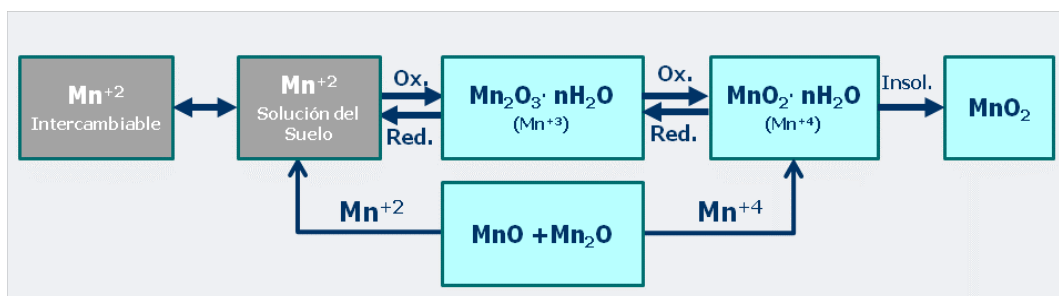 Mn⁺²
Intercambiable
Mn⁺²
Solución del
Suelo
Ox.
Red.
Mn₂O₃· nH₂O
(Mn⁺³)
Ox.
Red.
MnO₂· nH₂O
(Mn⁺⁴)
Insol.
MnO₂
Mn⁺²
MnO +Mn₂O
Mn⁺⁴